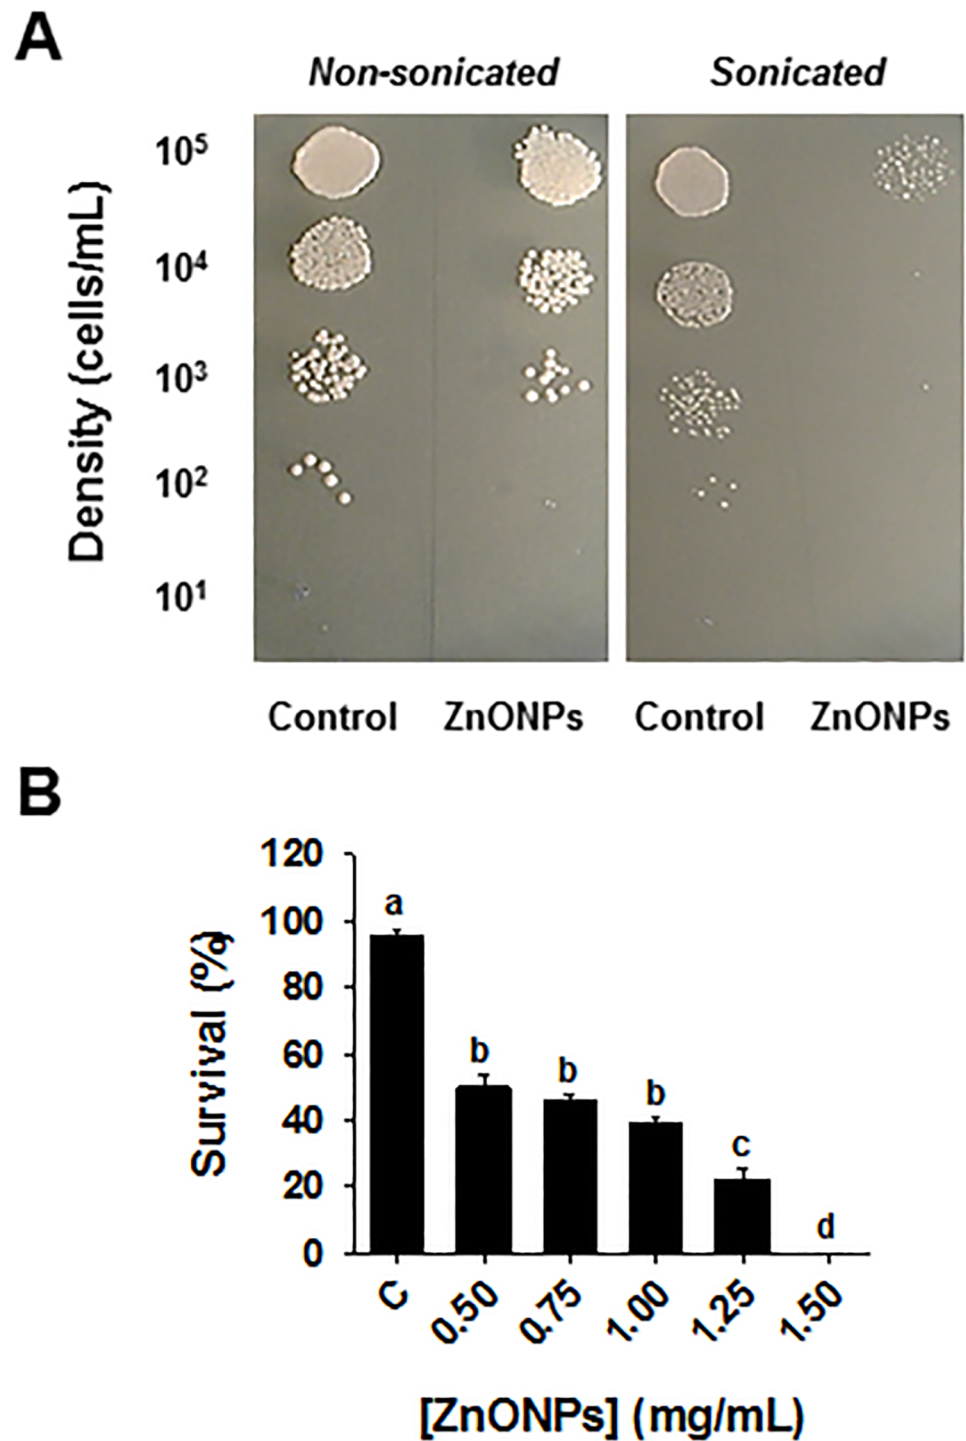 A
Non-sonicated Sonicated
Density (cells/mL)
10⁵
10⁴
10³
10²
10¹
Control ZnONPs Control ZnONPs
B
Survival (%)
120
100
80
60
40
20
0
a
b
b
b
c
d
C 0.50 0.75 1.00 1.25 1.50
[ZnONPs] (mg/mL)